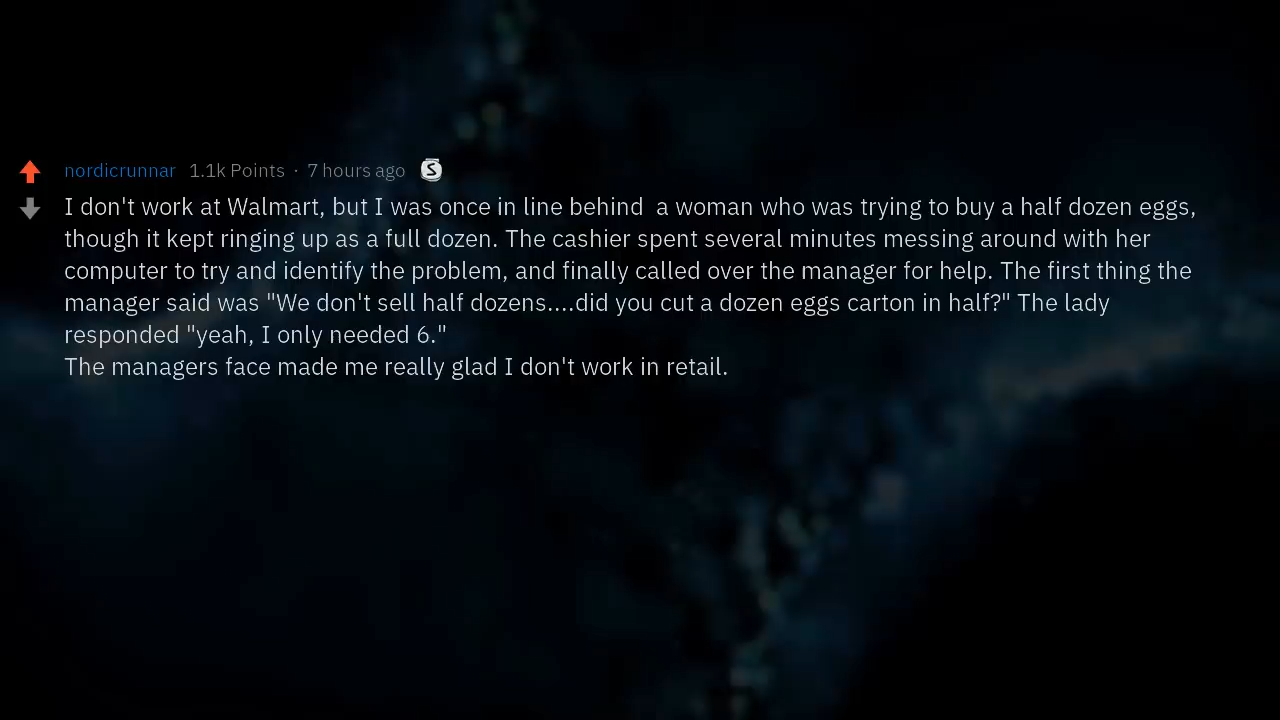 nordicrunnar 1.1k Points · 7 hours ago
I don't work at Walmart, but I was once in line behind  a woman who was trying to buy a half dozen eggs,
though it kept ringing up as a full dozen. The cashier spent several minutes messing around with her
computer to try and identify the problem, and finally called over the manager for help. The first thing the
manager said was "We don't sell half dozens....did you cut a dozen eggs carton in half?" The lady
responded "yeah, I only needed 6."
The managers face made me really glad I don't work in retail.